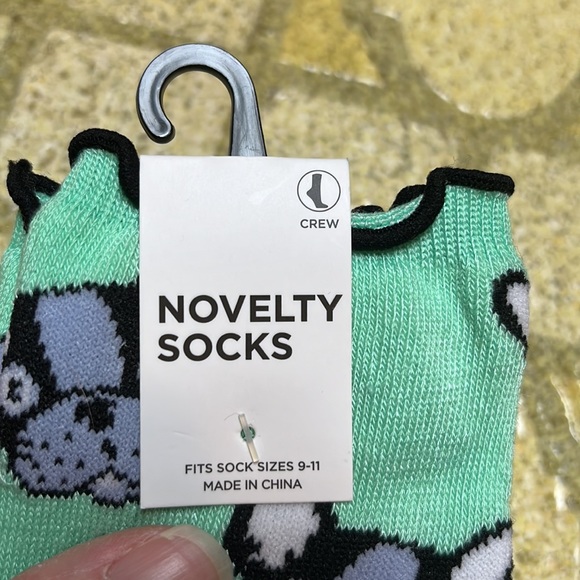 CREW
NOVELTY
SOCKS
FITS SOCK SIZES 9-11
MADE IN CHINA